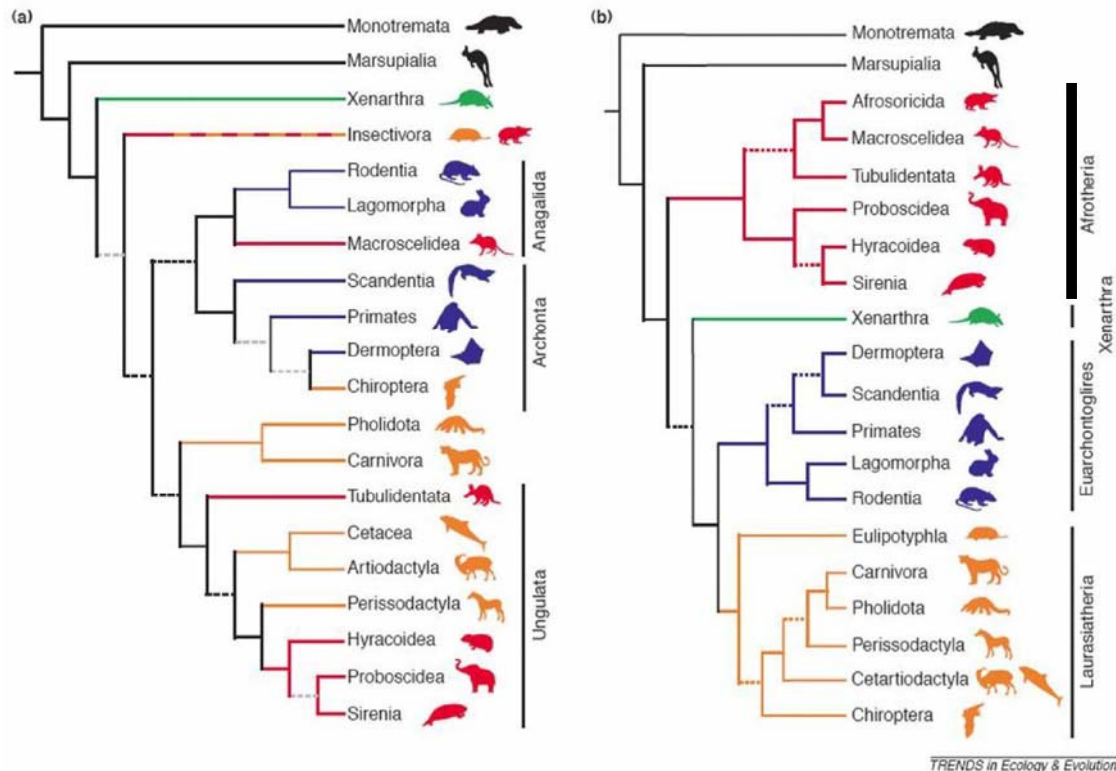 (a)
Monotremata
Marsupialia
Xenarthra
Insectivora
Rodentia
Lagomorpha
Macroscelidea
Anagalida
Scandentia
Primates
Dermoptera
Chiroptera
Archonta
Pholidota
Carnivora
Tubulidentata
Cetacea
Artiodactyla
Perissodactyla
Hyracoidea
Proboscidea
Sirenia
Ungulata
(b)
Monotremata
Marsupialia
Afrosoricida
Macroscelidea
Tubulidentata
Proboscidea
Hyracoidea
Sirenia
Afrotheria
Xenarthra
Xenarthra
Dermoptera
Scandentia
Primates
Lagomorpha
Rodentia
Euarchontoglires
Eulipotyphla
Carnivora
Pholidota
Perissodactyla
Cetartiodactyla
Chiroptera
Laurasiatheria
TRENDS in Ecology & Evolution